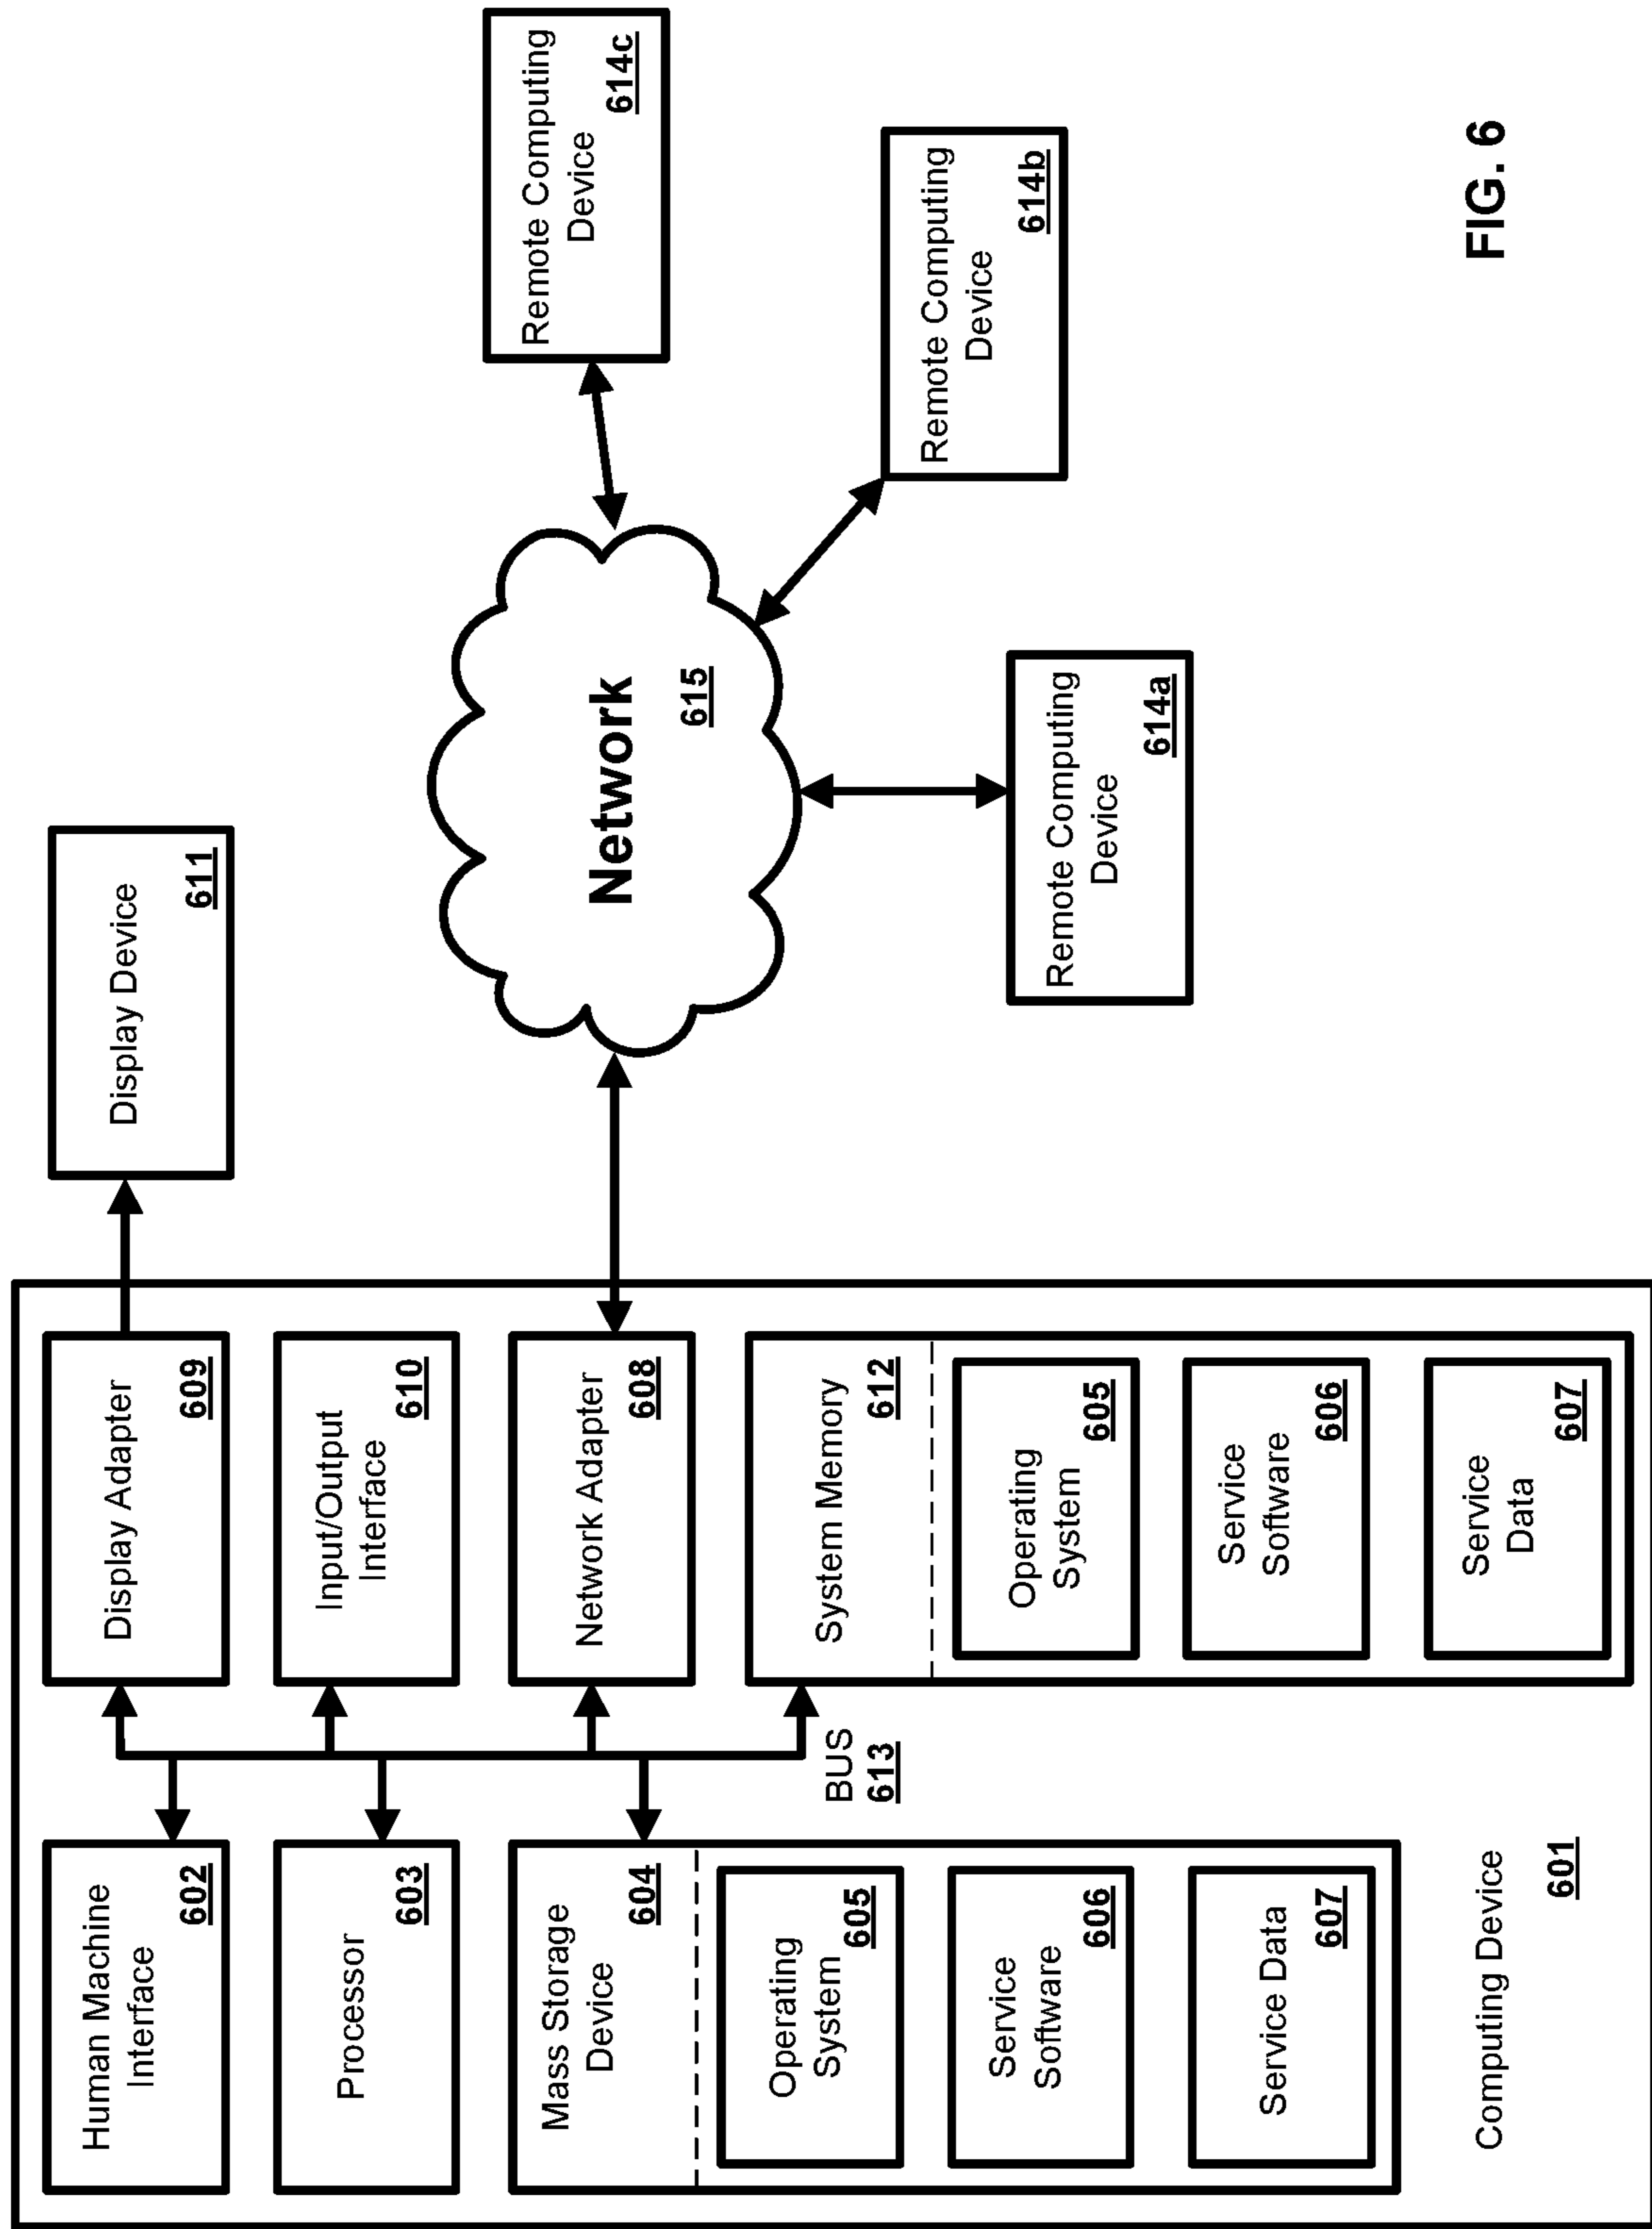 Human Machine
Interface
602
Processor
603
Mass Storage
Device
604
Operating
System
605
Service
Software
606
Service Data
607
Computing Device
601
BUS
613
Display Adapter
609
Input/Output
Interface
610
Network Adapter
608
System Memory
612
Operating
System
605
Service
Software
606
Service
Data
607
Display Device
611
Network
615
Remote Computing
Device
614a
Remote Computing
Device
614b
Remote Computing
Device
614c
FIG. 6